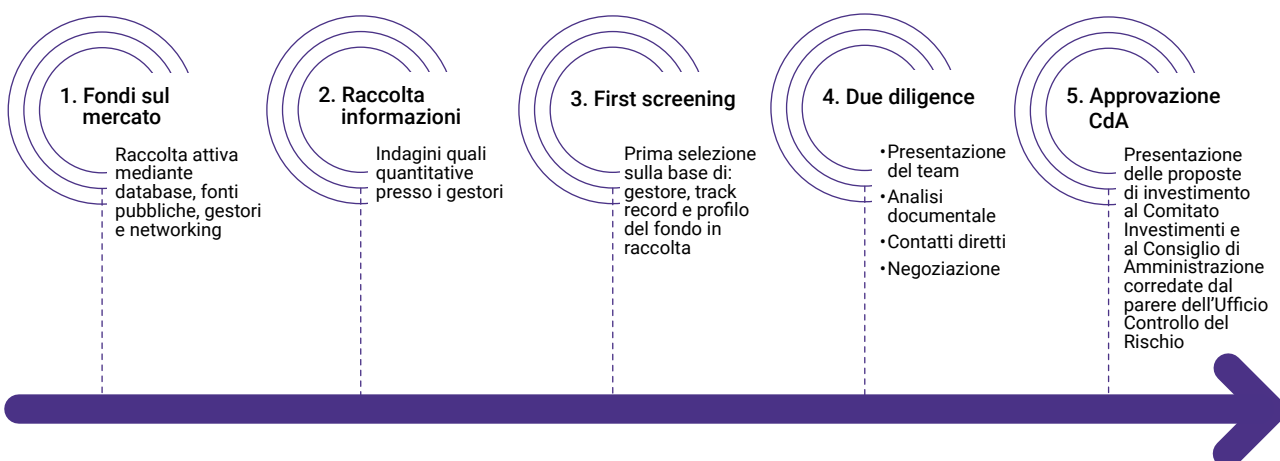 1. Fondi sul
mercato
Raccolta attiva
mediante
database, fonti
pubbliche, gestori
e networking
2. Raccolta
informazioni
Indagini quali
quantitative
presso i gestori
3. First screening
Prima selezione
sulla base di:
gestore, track
record e profilo
del fondo in
raccolta
4. Due diligence
•Presentazione
del team
•Analisi
documentale
•Contatti diretti
•Negoziazione
5. Approvazione
CdA
Presentazione
delle proposte
di investimento
al Comitato
Investimenti e
al Consiglio di
Amministrazione
corredate dal
parere dell’Ufficio
Controllo del
Rischio